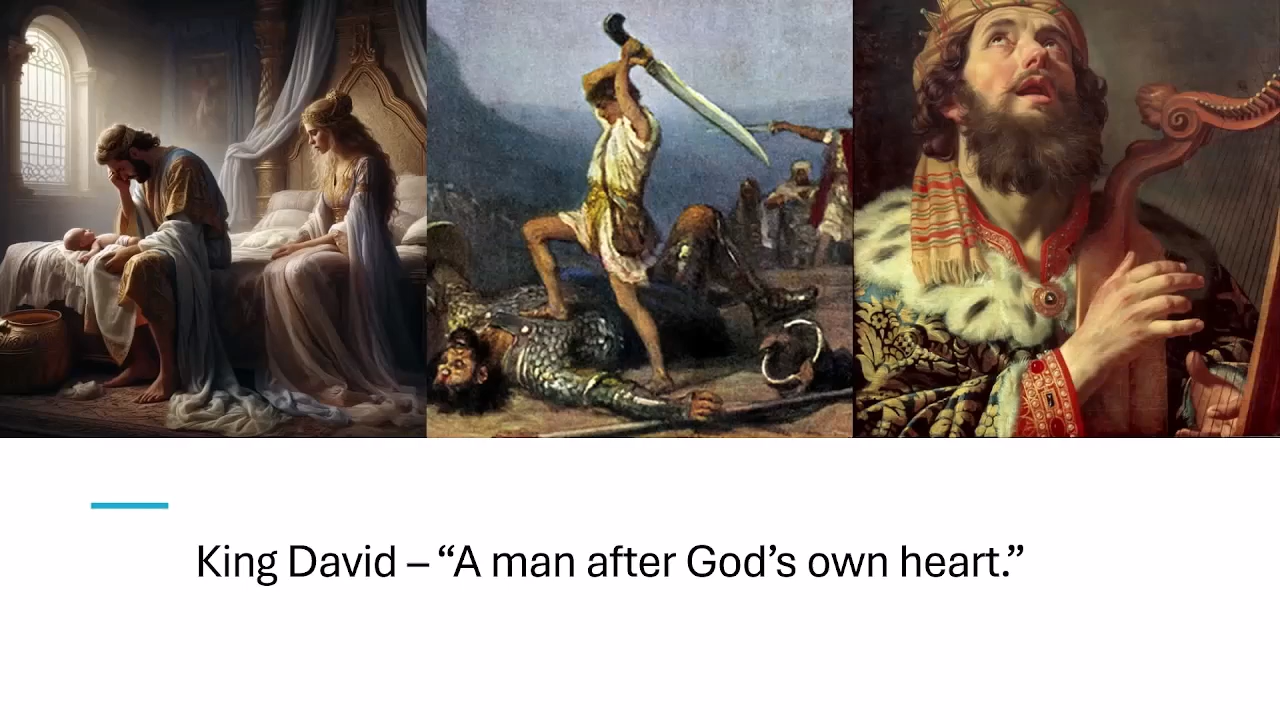 King David – “A man after God’s own heart.”